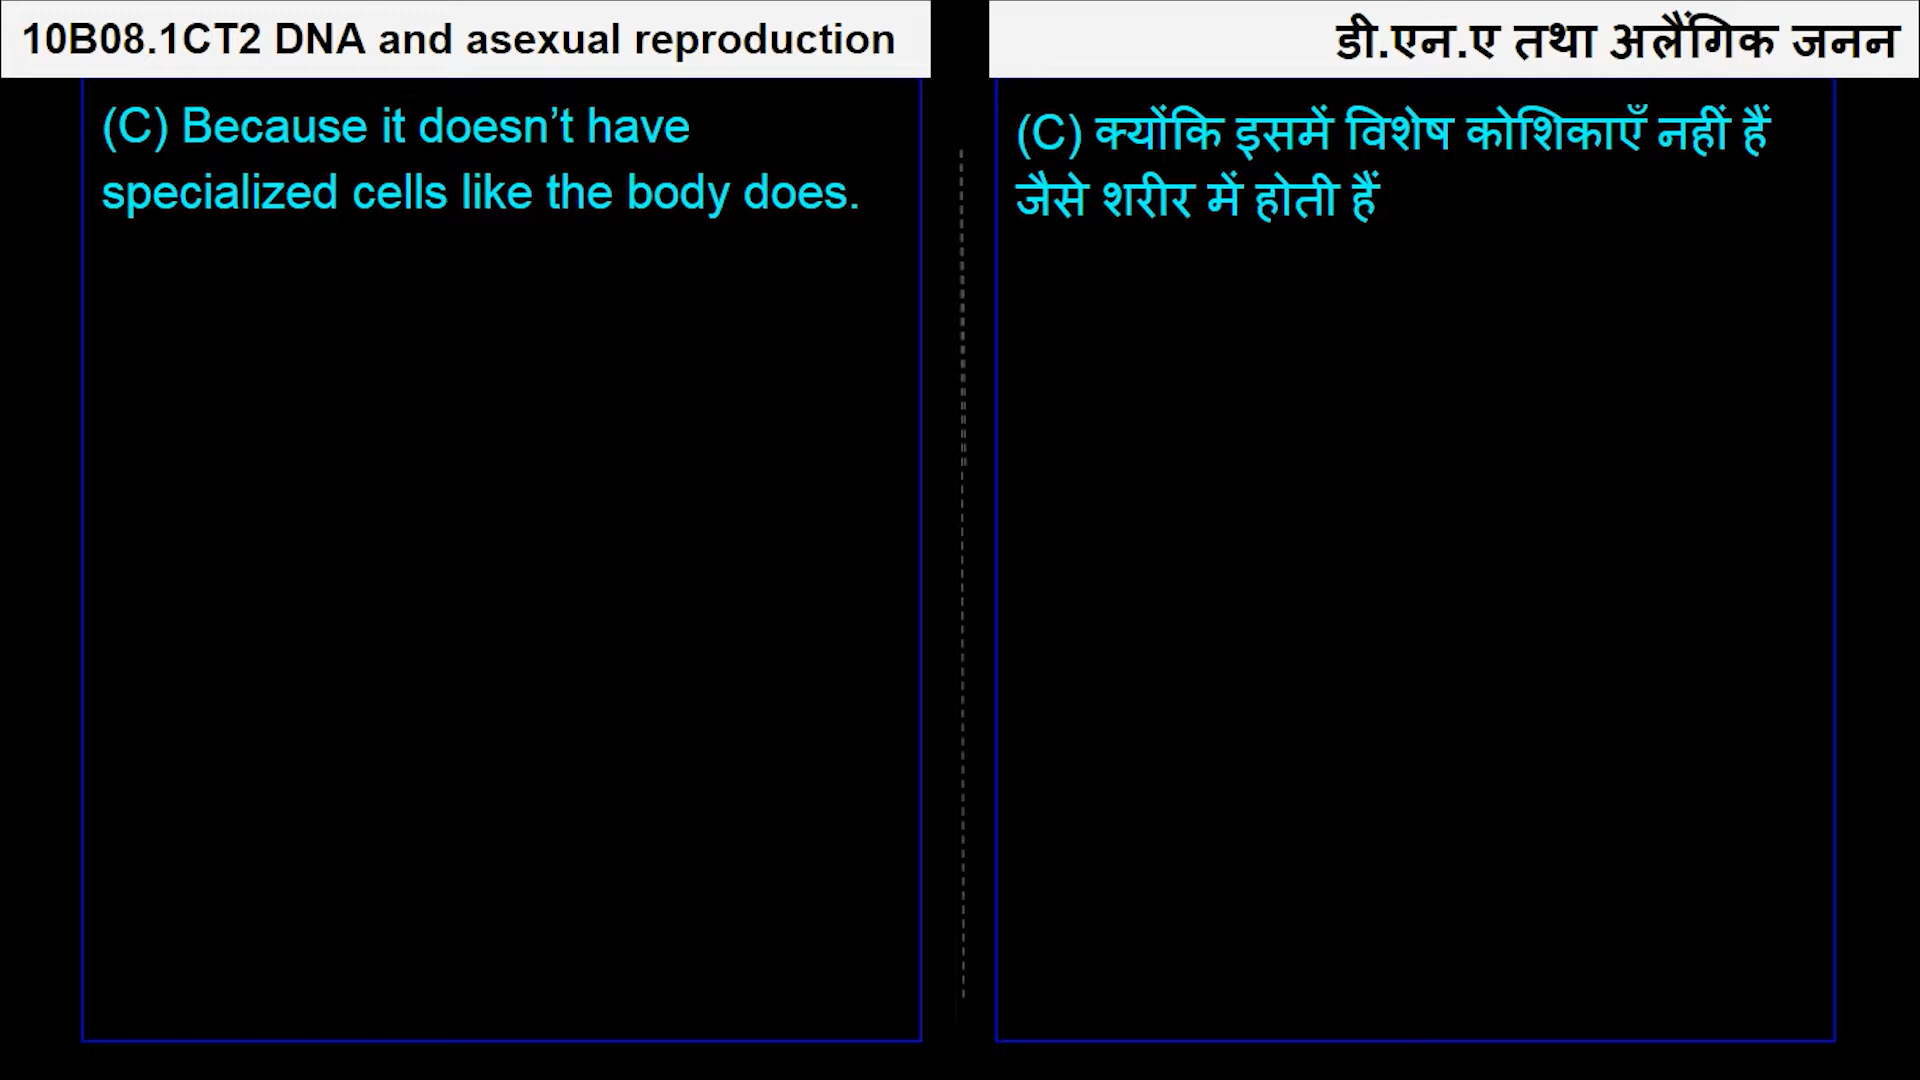 10B08.1CT2 DNA and asexual reproduction
डी.एन.ए तथा अलैंगिक जनन
(C) Because it doesn’t have
specialized cells like the body does.
(C) क्योंकि इसमें विशेष कोशिकाएँ नहीं हैं
जैसे शरीर में होती हैं